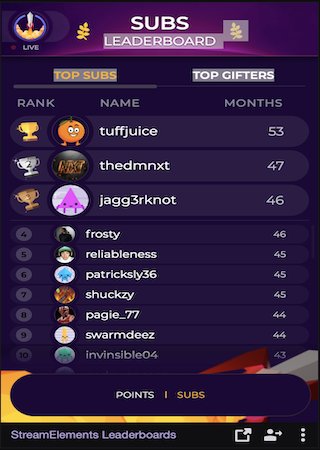 SUBS
LEADERBOARD
LIVE
TOP SUBS TOP GIFTERS
RANK NAME MONTHS
tuffjuice 53
2 thedmnxt 47
jagg3rknot 46
4 frosty 46
5 reliableness 45
6 patricksly36 45
7 shuckzy 45
8 pagie_77 44
9 swarmdeez 44
10 invinsible04 43
POINTS | SUBS
StreamElements Leaderboards